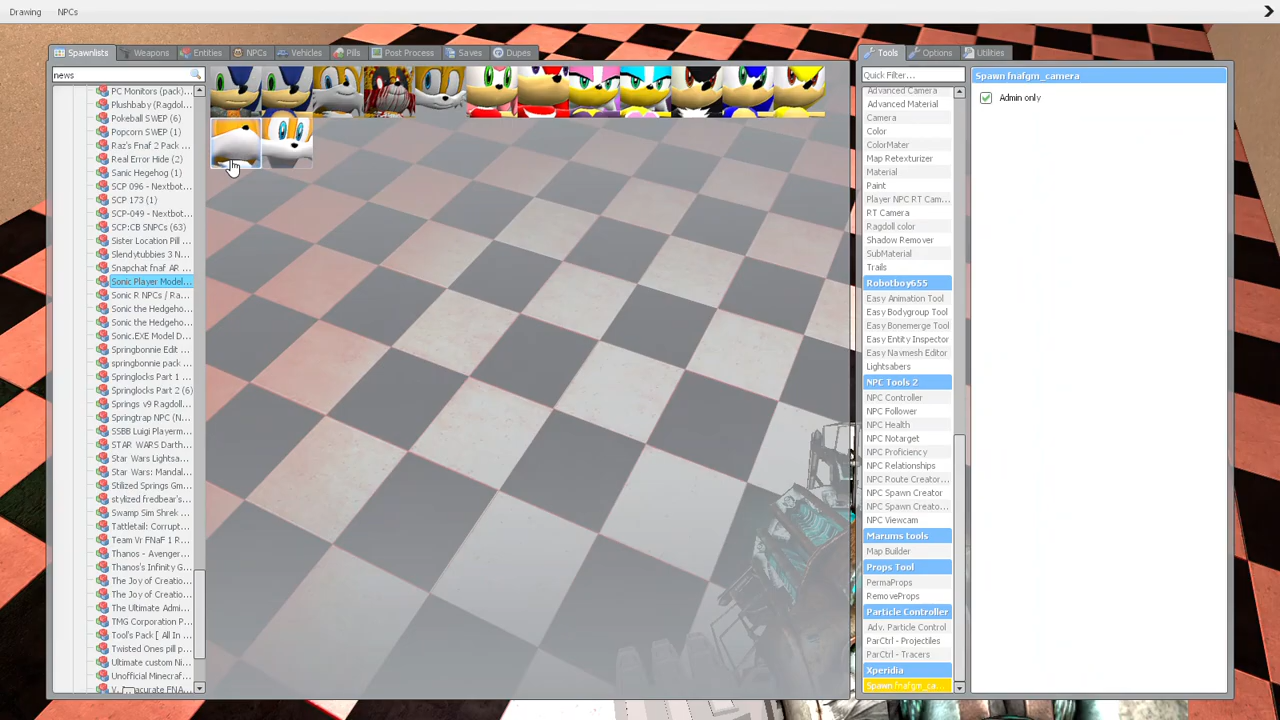 Drawing NPCs
Spawnlists Weapons Entities NPCs Vehicles Pills Post Process Saves Dupes
news
PC Monitors (pack)...
Plushbaby (Ragdol...
Pokeball SWEP (6)
Popcorn SWEP (1)
Raz's Fnaf 2 Pack ...
Real Error Hide (2)
Sanic Hegehog (1)
SCP 096 - Nextbot...
SCP 173 (1)
SCP-049 - Nextbot...
SCP:CB SNPCs (63)
Sister Location Pill ...
Slendytubbies 3 N...
Snapchat fnaf AR ...
Sonic Player Model...
Sonic R NPCs / Ra...
Sonic the Hedgeho...
Sonic the Hedgeho...
Sonic.EXE Model D...
Springbonnie Edit ...
springbonnie pack ...
Springlocks Part 1 ...
Springlocks Part 2 (6)
Springs v9 Ragdoll...
Springtrap NPC (N...
SSBB Luigi Playerm...
STAR WARS Darth...
Star Wars Lightsa...
Star Wars: Mandal...
Stilized Springs Gm...
stylized fredbear's...
Swamp Sim Shrek ...
Tattletail: Corrupt...
Team Vr FNaF 1 R...
Thanos - Avenger...
Thanos's Infinity G...
The Joy of Creatio...
The Joy of Creatio...
The Ultimate Admi...
TMG Corporation P...
Tool's Pack [ All In ...
Twisted Ones pill p...
Ultimate custom Ni...
Unofficial Minecraf...
Tools Options Utilities
Quick Filter...
Advanced Camera
Advanced Material
Camera
Color
ColorMater
Map Retexturizer
Material
Paint
Player NPC RT Cam...
RT Camera
Ragdoll color
Shadow Remover
SubMaterial
Trails
Robotboy655
Easy Animation Tool
Easy Bodygroup Tool
Easy Bonemerge Tool
Easy Entity Inspector
Easy Navmesh Editor
Lightsabers
NPC Tools 2
NPC Controller
NPC Follower
NPC Health
NPC Notarget
NPC Proficiency
NPC Relationships
NPC Route Creator...
NPC Spawn Creator
NPC Spawn Creato...
NPC Viewcam
Marums tools
Map Builder
Props Tool
PermaProps
RemoveProps
Particle Controller
Adv. Particle Control
ParCtrl - Projectiles
ParCtrl - Tracers
Xperidia
Spawn fnafgm_ca...
Spawn fnafgm_camera
Admin only